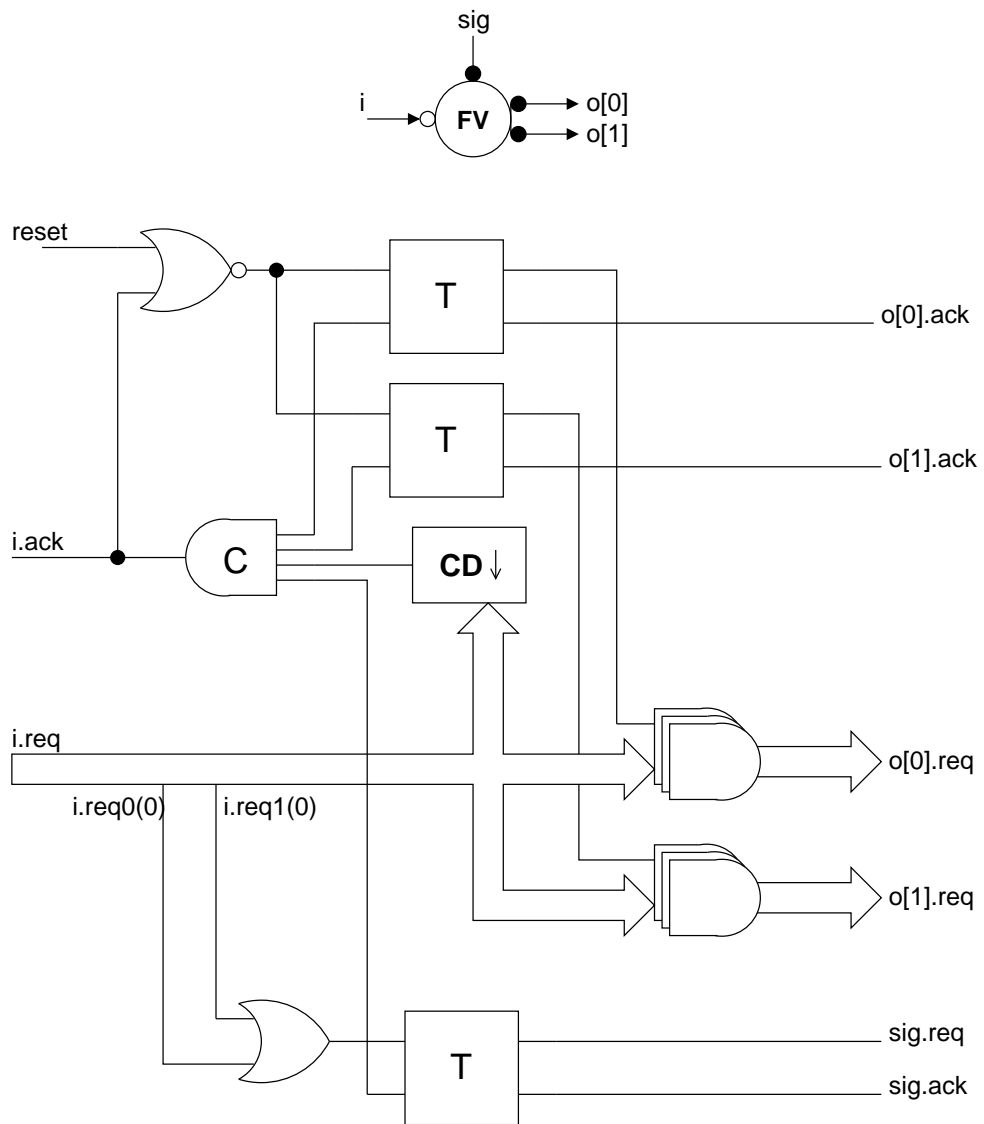 sig
i
FV
o[0]
o[1]
reset
T
o[0].ack
T
o[1].ack
i.ack
C
CD ↓
i.req
o[0].req
i.req0(0)
i.req1(0)
o[1].req
sig.req
T
sig.ack